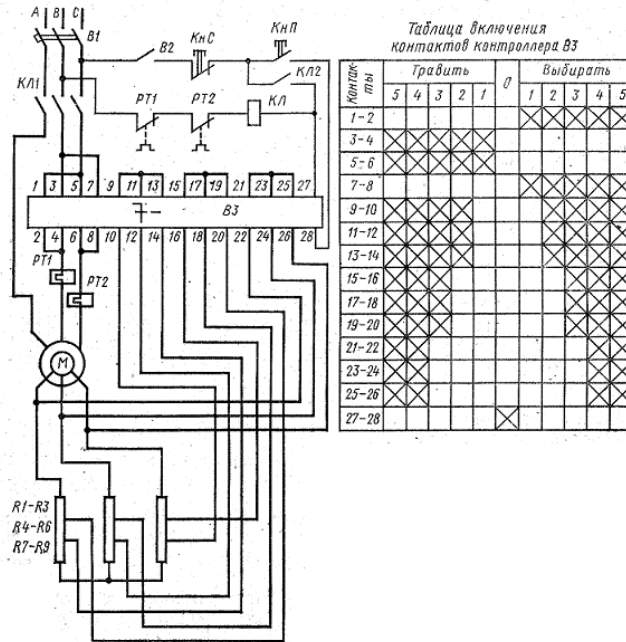 А В С
В1
В2
КнС
КнП
КЛ1
КЛ2
РТ1 РТ2 КЛ
1 3 5 7 9 11 13 15 17 19 21 23 25 27
В3
2 4 6 8 10 12 14 16 18 20 22 24 26 28
РТ1
РТ2
М
R1-R3
R4-R6
R7-R9
Таблица включения
контактов контроллера В3
Контак-
ты
Травить 0 Выбирать
5 4 3 2 1 1 2 3 4 5
1-2
3-4
5-6
7-8
9-10
11-12
13-14
15-16
17-18
19-20
21-22
23-24
25-26
27-28